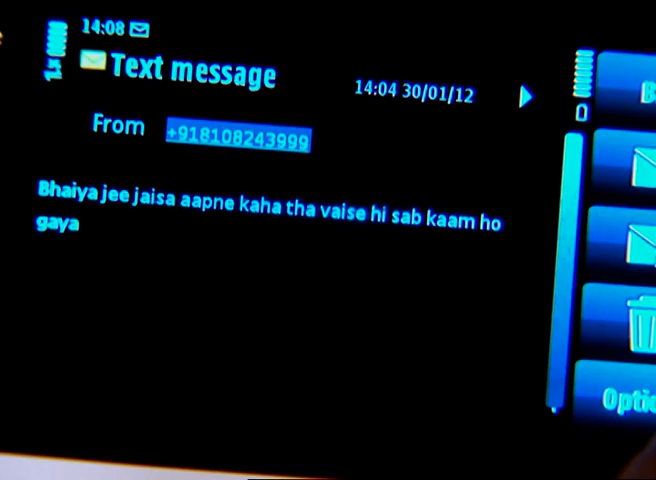 14:08
Text message
14:04 30/01/12
From +918108243999
Bhaiya jee jaisa aapne kaha tha vaise hi sab kaam ho
gaya